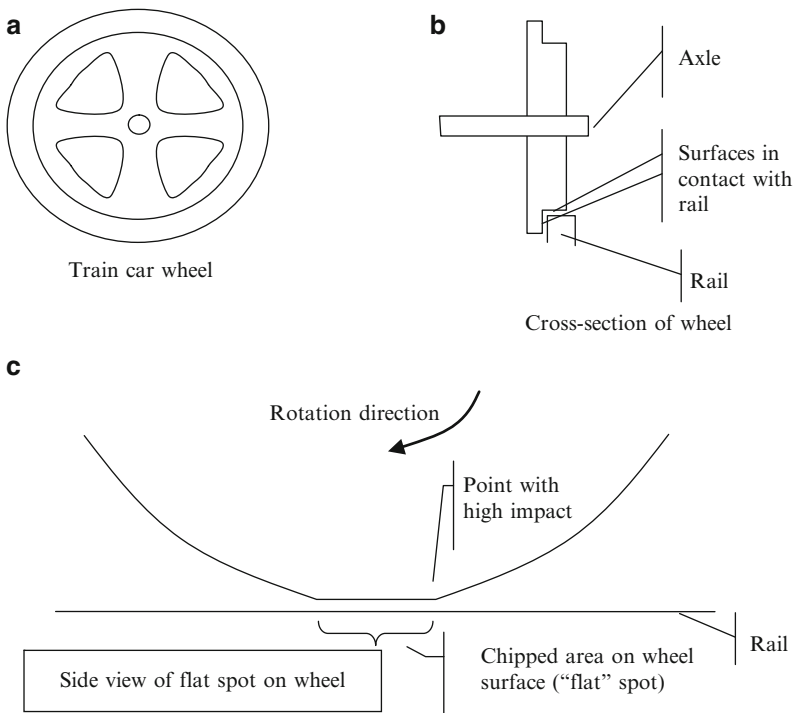 a
Train car wheel
b
Axle
Surfaces in
contact with
rail
Rail
Cross-section of wheel
c
Rotation direction
Point with
high impact
Rail
Side view of flat spot on wheel
Chipped area on wheel
surface (“flat” spot)